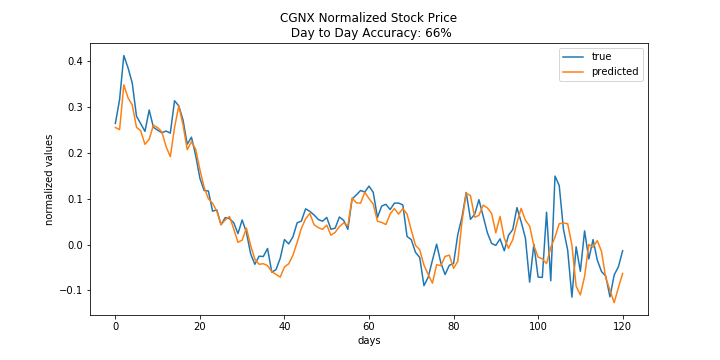 CGNX Normalized Stock Price
Day to Day Accuracy: 66%
true
predicted
normalized values
0.4
0.3
0.2
0.1
0.0
−0.1
0 20 40 60 80 100 120
days